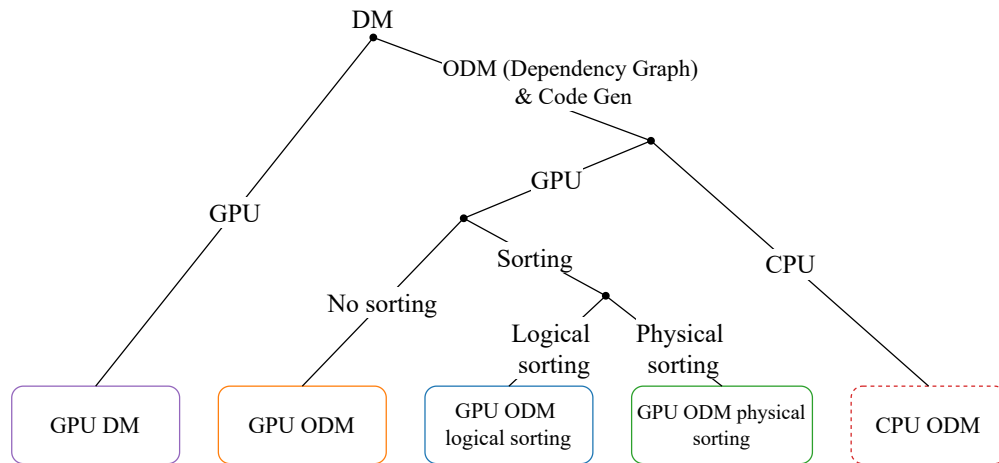 DM
ODM (Dependency Graph)
& Code Gen
GPU
GPU
Sorting
CPU
No sorting
Logical
sorting
Physical
sorting
GPU DM
GPU ODM
GPU ODM
logical sorting
GPU ODM physical
sorting
CPU ODM